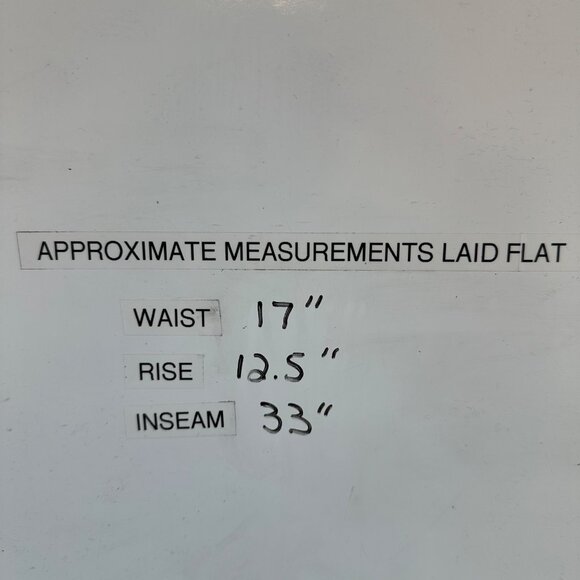 APPROXIMATE MEASUREMENTS LAID FLAT
WAIST 17"
RISE 12.5"
INSEAM 33"